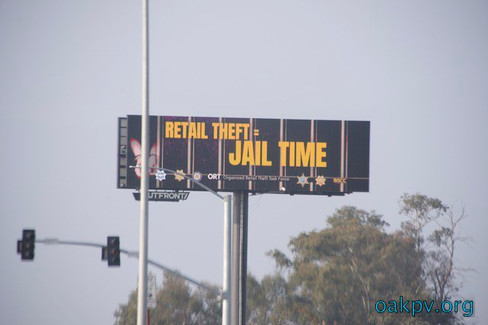 RETAIL THEFT =
JAIL TIME
ORT Organized Retail Theft Task Force
OUTFRONT/
oakpv.org